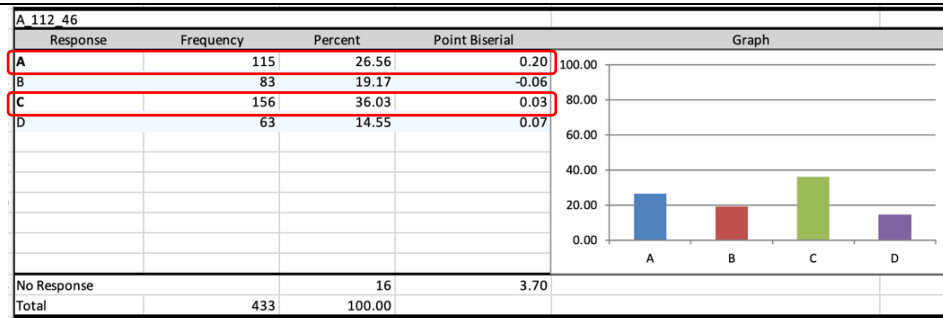 A_112_46
Response Frequency Percent Point Biserial Graph
A 115 26.56 0.20
B 83 19.17 -0.06
C 156 36.03 0.03
D 63 14.55 0.07
100.00
80.00
60.00
40.00
20.00
0.00
A B C D
No Response 16 3.70
Total 433 100.00